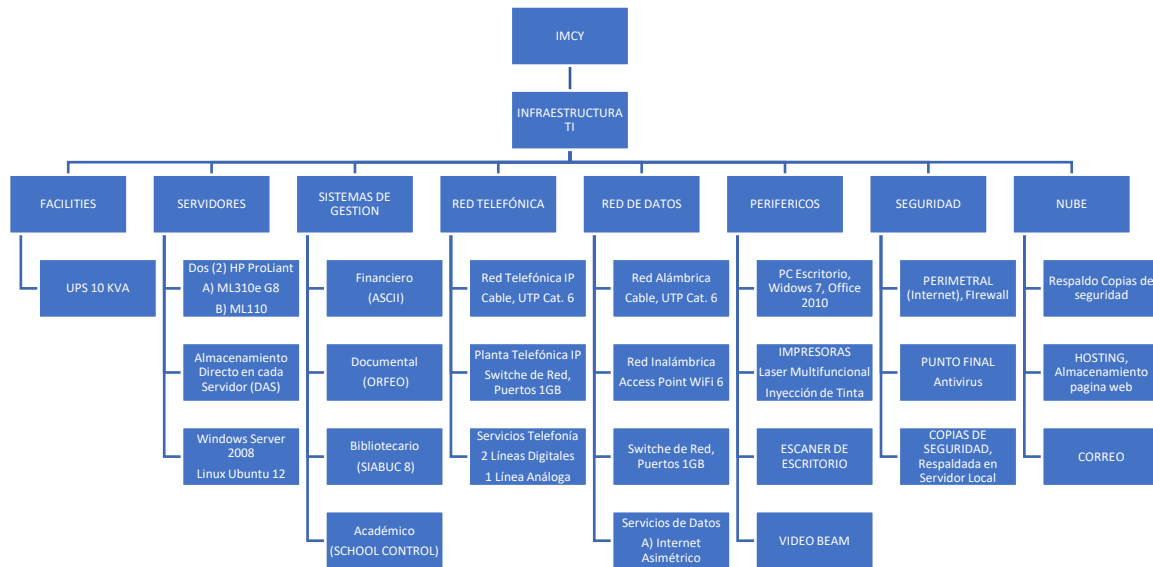 IMCY
INFRAESTRUCTURA
TI
FACILITIES
UPS 10 KVA
SERVIDORES
Dos (2) HP ProLiant
A) ML310e G8
B) ML110
Almacenamiento
Directo en cada
Servidor (DAS)
Windows Server
2008
Linux Ubuntu 12
SISTEMAS DE
GESTION
Financiero
(ASCII)
Documental
(ORFEO)
Bibliotecario
(SIABUC 8)
Académico
(SCHOOL CONTROL)
RED TELEFÓNICA
Red Telefónica IP
Cable, UTP Cat. 6
Planta Telefónica IP
Switche de Red,
Puertos 1GB
Servicios Telefonía
2 Líneas Digitales
1 Línea Análoga
RED DE DATOS
Red Alámbrica
Cable, UTP Cat. 6
Red Inalámbrica
Access Point WiFi 6
Switche de Red,
Puertos 1GB
Servicios de Datos
A) Internet
Asimétrico
PERIFERICOS
PC Escritorio,
Widows 7, Office
2010
IMPRESORAS
Laser Multifuncional
Inyección de Tinta
ESCANER DE
ESCRITORIO
VIDEO BEAM
SEGURIDAD
PERIMETRAL
(Internet), FIrewall
PUNTO FINAL
Antivirus
COPIAS DE
SEGURIDAD,
Respaldada en
Servidor Local
NUBE
Respaldo Copias de
seguridad
HOSTING,
Almacenamiento
pagina web
CORREO